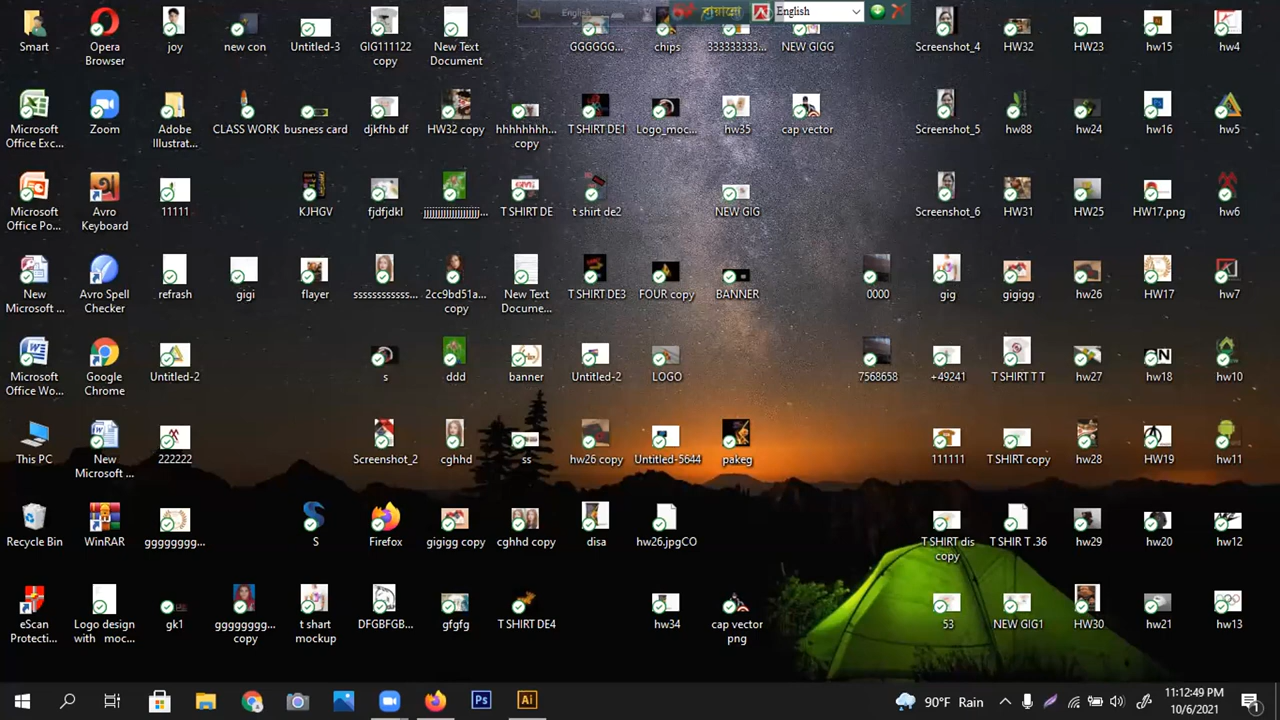 English
English
Smart
Opera Browser
joy
new con
Untitled-3
GIG111122 copy
New Text Document
GGGGGG...
chips
333333333...
NEW GIGG
Screenshot_4
HW32
HW23
hw15
hw4
Microsoft Office Exc...
Zoom
Adobe Illustrat...
CLASS WORK
busness card
djkfhb df
HW32 copy
hhhhhhhh... copy
T SHIRT DE1
Logo_moc...
hw35
cap vector
Screenshot_5
hw88
hw24
hw16
hw5
Microsoft Office Po...
Avro Keyboard
11111
KJHGV
fjdfjdkl
T SHIRT DE
t shirt de2
NEW GIG
Screenshot_6
HW31
HW25
HW17.png
hw6
New Microsoft ...
Avro Spell Checker
refrash
gigi
flayer
ssssssssssss...
2cc9bd51a... copy
New Text Docume...
T SHIRT DE3
FOUR copy
BANNER
0000
gig
gigigg
hw26
HW17
hw7
Microsoft Office Wo...
Google Chrome
Untitled-2
s
ddd
banner
Untitled-2
LOGO
7568658
+49241
T SHIRT T T
hw27
hw18
hw10
This PC
New Microsoft ...
222222
Screenshot_2
cghhd
ss
hw26 copy
Untitled-5644
pakeg
111111
T SHIRT copy
hw28
HW19
hw11
Recycle Bin
WinRAR
gggggggg...
S
Firefox
gigigg copy
cghhd copy
disa
hw26.jpgCO
T SHIRT dis copy
T SHIR T .36
hw29
hw20
hw12
eScan Protecti...
Logo design with moc...
gk1
gggggggg... copy
t shart mockup
DFGBFGB...
gfgfg
T SHIRT DE4
hw34
cap vector png
53
NEW GIG1
HW30
hw21
hw13
90°F Rain
11:12:49 PM
10/6/2021